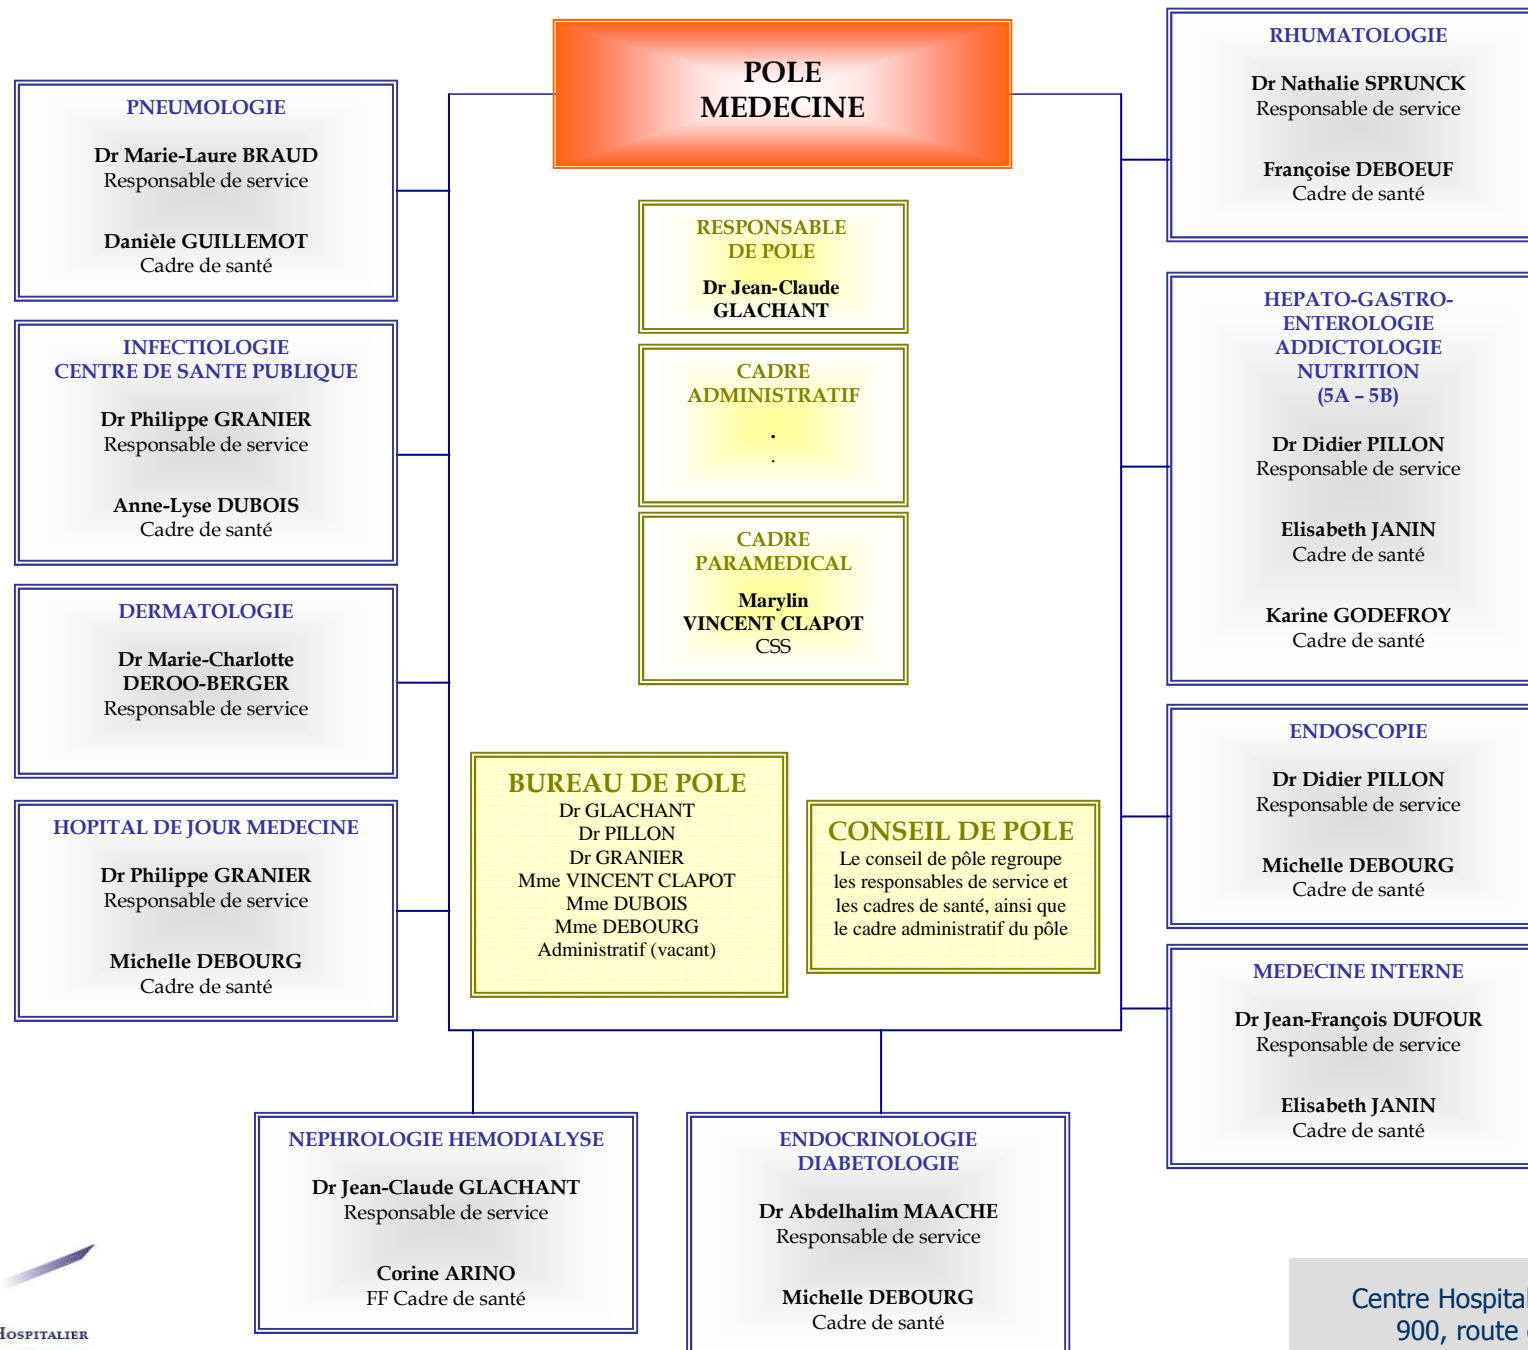 POLE
MEDECINE
PNEUMOLOGIE
Dr Marie-Laure BRAUD
Responsable de service
Danièle GUILLEMOT
Cadre de santé
INFECTIOLOGIE
CENTRE DE SANTE PUBLIQUE
Dr Philippe GRANIER
Responsable de service
Anne-Lyse DUBOIS
Cadre de santé
DERMATOLOGIE
Dr Marie-Charlotte
DEROO-BERGER
Responsable de service
HOPITAL DE JOUR MEDECINE
Dr Philippe GRANIER
Responsable de service
Michelle DEBOURG
Cadre de santé
RESPONSABLE
DE POLE
Dr Jean-Claude
GLACHANT
CADRE
ADMINISTRATIF
.
.
CADRE
PARAMEDICAL
Marylin
VINCENT CLAPOT
CSS
BUREAU DE POLE
Dr GLACHANT
Dr PILLON
Dr GRANIER
Mme VINCENT CLAPOT
Mme DUBOIS
Mme DEBOURG
Administratif (vacant)
CONSEIL DE POLE
Le conseil de pôle regroupe
les responsables de service et
les cadres de santé, ainsi que
le cadre administratif du pôle
RHUMATOLOGIE
Dr Nathalie SPRUNCK
Responsable de service
Françoise DEBOEUF
Cadre de santé
HEPATO-GASTRO-
ENTEROLOGIE
ADDICTOLOGIE
NUTRITION
(5A – 5B)
Dr Didier PILLON
Responsable de service
Elisabeth JANIN
Cadre de santé
Karine GODEFROY
Cadre de santé
ENDOSCOPIE
Dr Didier PILLON
Responsable de service
Michelle DEBOURG
Cadre de santé
MEDECINE INTERNE
Dr Jean-François DUFOUR
Responsable de service
Elisabeth JANIN
Cadre de santé
NEPHROLOGIE HEMODIALYSE
Dr Jean-Claude GLACHANT
Responsable de service
Corine ARINO
FF Cadre de santé
ENDOCRINOLOGIE
DIABETOLOGIE
Dr Abdelhalim MAACHE
Responsable de service
Michelle DEBOURG
Cadre de santé
HOSPITALIER
Centre Hospital
900, route